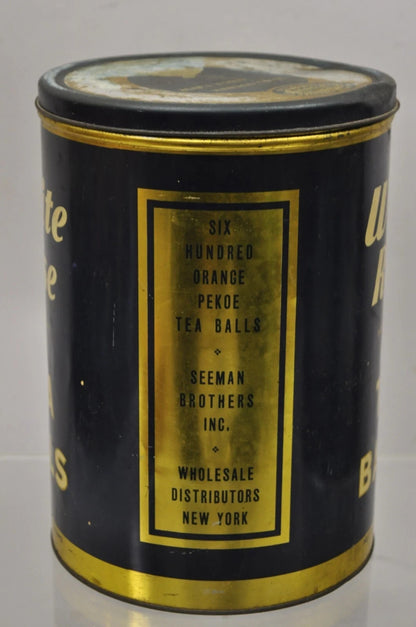 SIX
HUNDRED
ORANGE
PEKOE
TEA BALLS
SEEMAN
BROTHERS
INC.
WHOLESALE
DISTRIBUTORS
NEW YORK